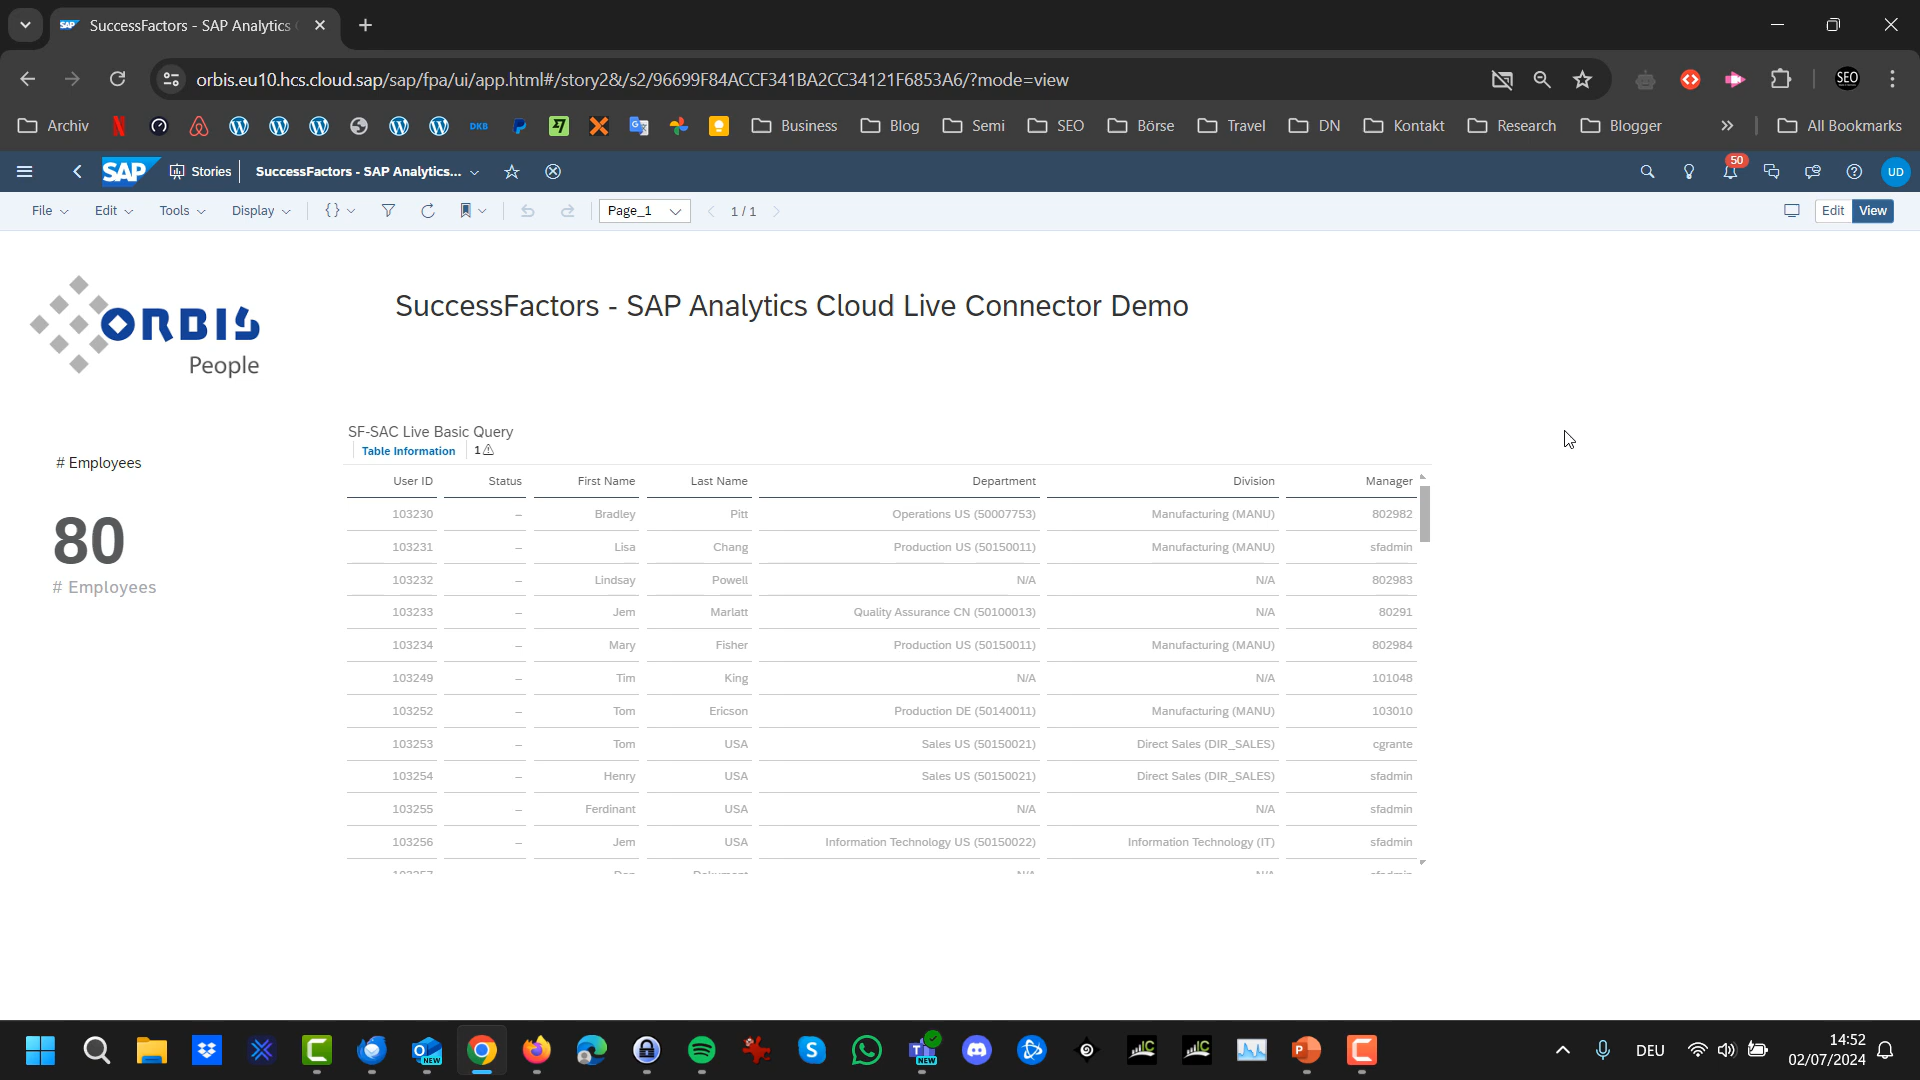 SuccessFactors - SAP Analytics
orbis.eu10.hcs.cloud.sap/sap/fpa/ui/app.html#/story2&/s2/96699F84ACCF341BA2CC34121F6853A6/?mode=view
SEO
Archiv DKB Business Blog Semi SEO Börse Travel DN Kontakt Research Blogger All Bookmarks
SAP Stories SuccessFactors - SAP Analytics... 50 UD
File Edit Tools Display Page_1 1 / 1 Edit View
SuccessFactors - SAP Analytics Cloud Live Connector Demo
ORBIS
People
SF-SAC Live Basic Query
Table Information 1
# Employees
80
# Employees
User ID Status First Name Last Name Department Division Manager
103230 – Bradley Pitt Operations US (50007753) Manufacturing (MANU) 802982
103231 – Lisa Chang Production US (50150011) Manufacturing (MANU) sfadmin
103232 – Lindsay Powell N/A N/A 802983
103233 – Jem Marlatt Quality Assurance CN (50100013) N/A 80291
103234 – Mary Fisher Production US (50150011) Manufacturing (MANU) 802984
103249 – Tim King N/A N/A 101048
103252 – Tom Ericson Production DE (50140011) Manufacturing (MANU) 103010
103253 – Tom USA Sales US (50150021) Direct Sales (DIR_SALES) cgrante
103254 – Henry USA Sales US (50150021) Direct Sales (DIR_SALES) sfadmin
103255 – Ferdinant USA N/A N/A sfadmin
103256 – Jem USA Information Technology US (50150022) Information Technology (IT) sfadmin
NEW NEW DEU 14:52
02/07/2024